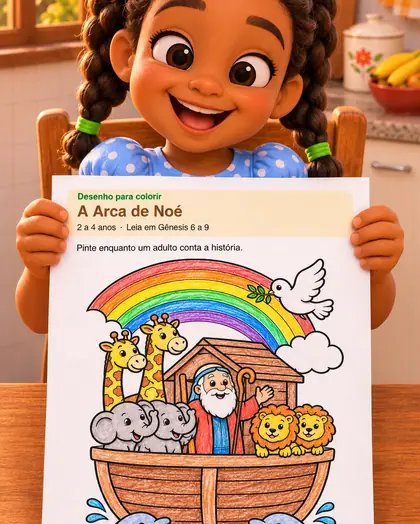 Desenho para colorir
A Arca de Noé
2 a 4 anos · Leia em Gênesis 6 a 9
Pinte enquanto um adulto conta a história.